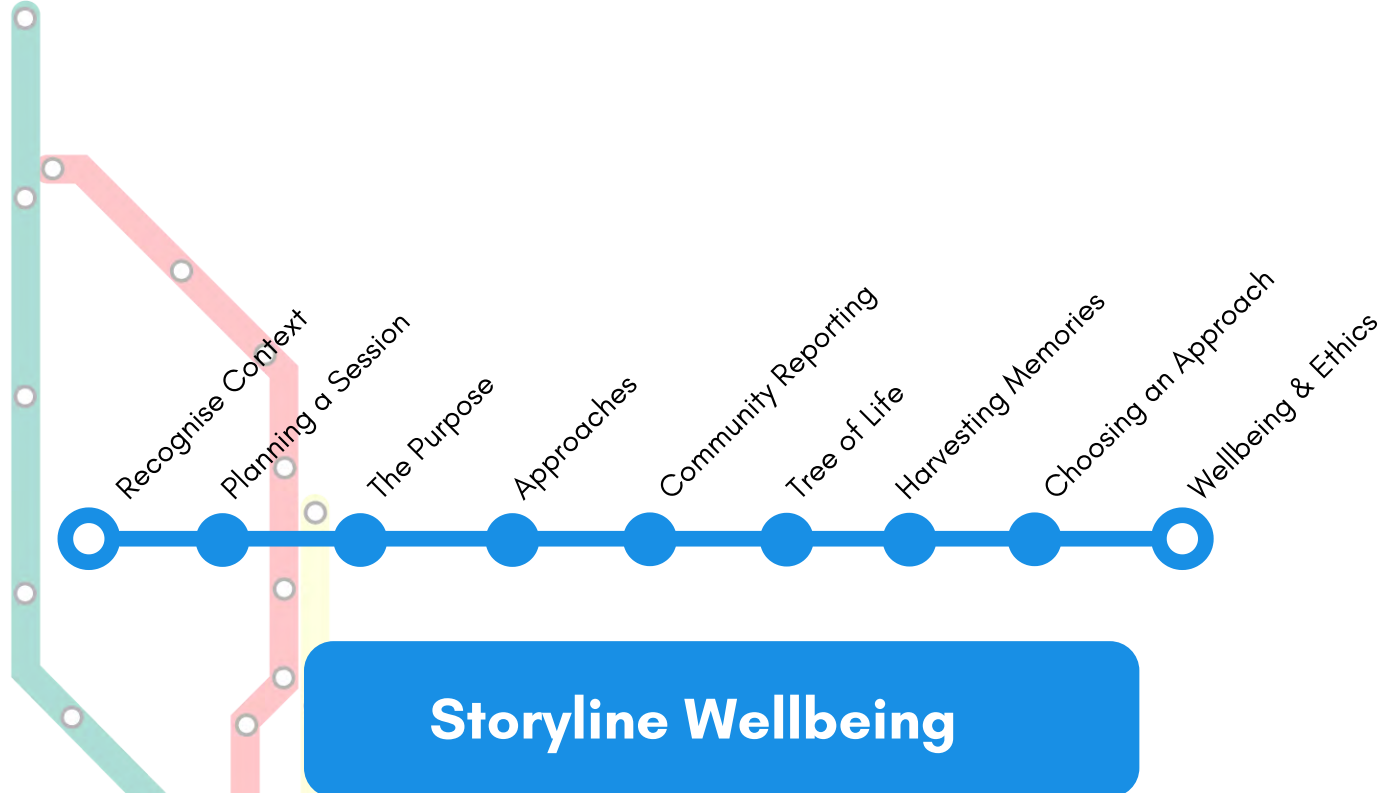 Recognise Context
Planning a Session
The Purpose
Approaches
Community Reporting
Tree of Life
Harvesting Memories
Choosing an Approach
Wellbeing & Ethics
Storyline Wellbeing